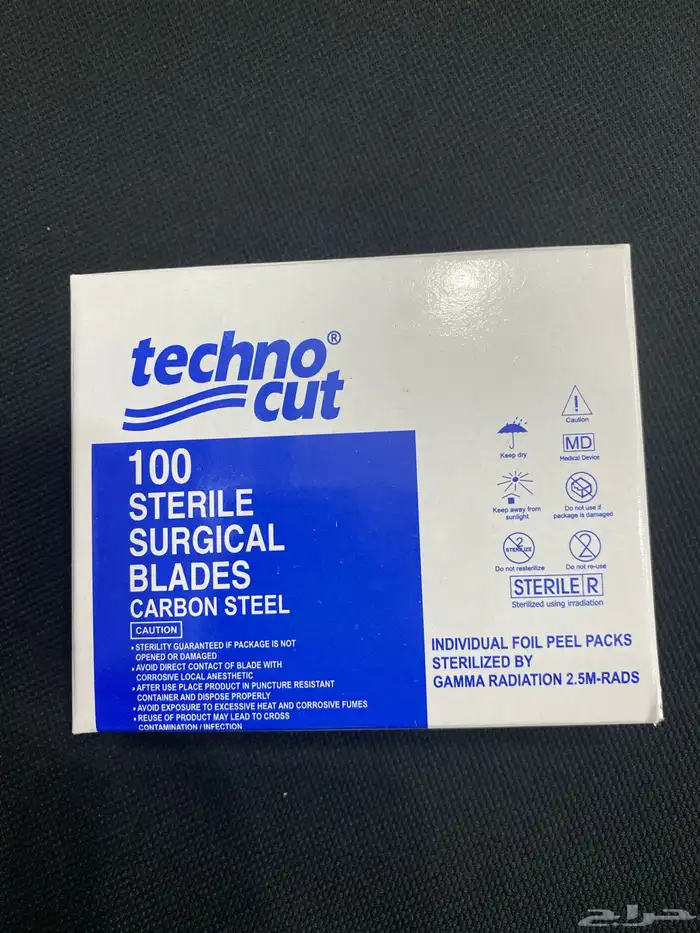 techno®
cut
100
STERILE
SURGICAL
BLADES
CARBON STEEL
CAUTION
• STERILITY GUARANTEED IF PACKAGE IS NOT
OPENED OR DAMAGED
• AVOID DIRECT CONTACT OF BLADE WITH
CORROSIVE LOCAL ANESTHETIC
• AFTER USE PLACE PRODUCT IN PUNCTURE RESISTANT
CONTAINER AND DISPOSE PROPERLY
• AVOID EXPOSURE TO EXCESSIVE HEAT AND CORROSIVE FUMES
• REUSE OF PRODUCT MAY LEAD TO CROSS
CONTAMINATION / INFECTION
Caution
Keep dry
MD
Medical Device
Keep away from
sunlight
Do not use if
package is damaged
2
STERILIZE
Do not resterilize
2
Do not re-use
STERILE R
Sterilized using irradiation
INDIVIDUAL FOIL PEEL PACKS
STERILIZED BY
GAMMA RADIATION 2.5M-RADS
حراج